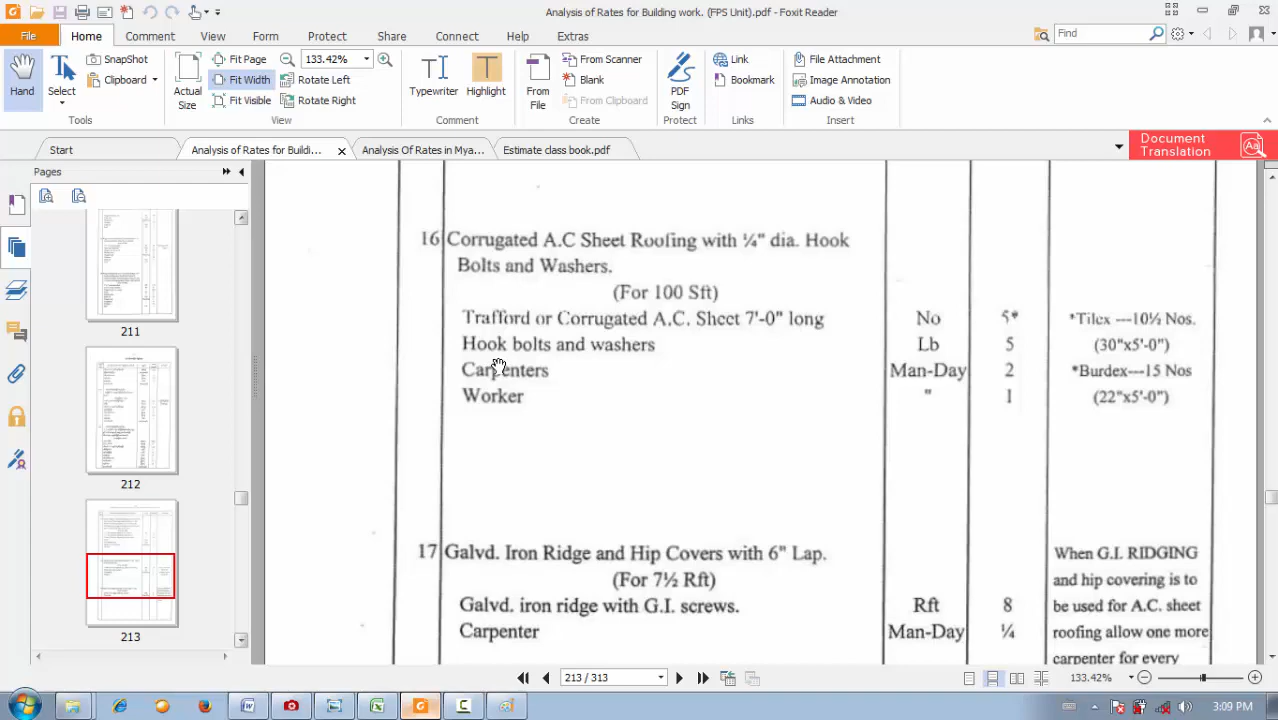 Analysis of Rates for Building work. (FPS Unit).pdf - Foxit Reader
File Home Comment View Form Protect Share Connect Help Extras
Find
Hand
Select
SnapShot
Clipboard
Tools
Actual Size
Fit Page
Fit Width
Fit Visible
133.42%
Rotate Left
Rotate Right
View
Typewriter
Highlight
Comment
From File
From Scanner
Blank
From Clipboard
Create
PDF Sign
Protect
Link
Bookmark
Links
File Attachment
Image Annotation
Audio & Video
Insert
Start
Analysis of Rates for Buildi...
Analysis Of Rates in Mya...
Estimate cross book.pdf
Document Translation
Pages
211
212
213
16 Corrugated A.C Sheet Roofing with ¼" dia. Hook
Bolts and Washers.
(For 100 Sft)
Trafford or Corrugated A.C. Sheet 7'-0" long No 5* *Tilex ---10½ Nos.
Hook bolts and washers Lb 5 (30"x5'-0")
Carpenters Man-Day 2 *Burdex---15 Nos
Worker " 1 (22"x5'-0")
17 Galvd. Iron Ridge and Hip Covers with 6" Lap. When G.I. RIDGING
(For 7½ Rft) and hip covering is to
Galvd. iron ridge with G.I. screws. Rft 8 be used for A.C. sheet
Carpenter Man-Day ¼ roofing allow one more
carpenter for every
213 / 313
133.42%
3:09 PM